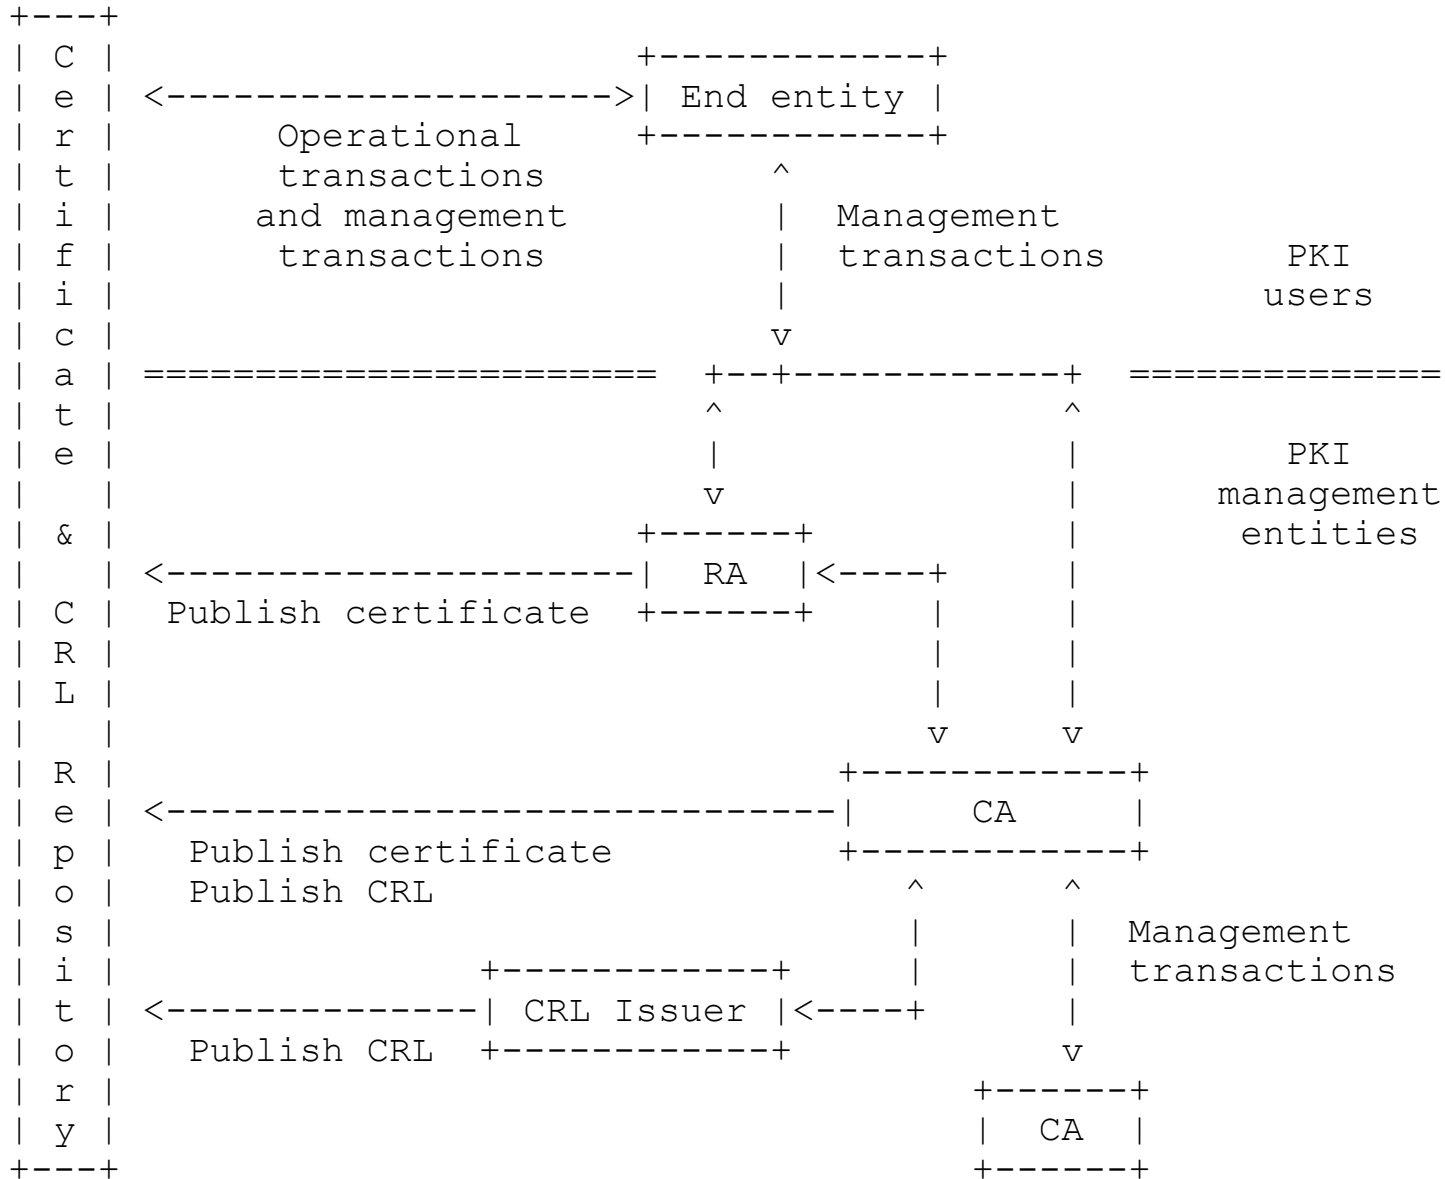 +---+
| C |                       +------------+
| e | <-------------------->| End entity |
| r |       Operational     +------------+
| t |       transactions          ^
| i |      and management         |  Management
| f |       transactions          |  transactions        PKI
| i |                             |                     users
| c |                             v
| a | =======================  +--+------------+  ==============
| t |                          ^               ^
| e |                          |               |         PKI
|   |                          v               |      management
| & |                       +------+           |       entities
|   | <---------------------|  RA  |<----+     |
| C |  Publish certificate  +------+     |     |
| R |                                    |     |
| L |                                    |     |
|   |                                    v     v
| R |                                +------------+
| e | <------------------------------|     CA     |
| p |   Publish certificate          +------------+
| o |   Publish CRL                     ^      ^
| s |                                   |      |  Management
| i |                +------------+     |      |  transactions
| t | <--------------| CRL Issuer |<----+      |
| o |   Publish CRL  +------------+            v
| r |                                      +------+
| y |                                      |  CA  |
+---+                                      +------+